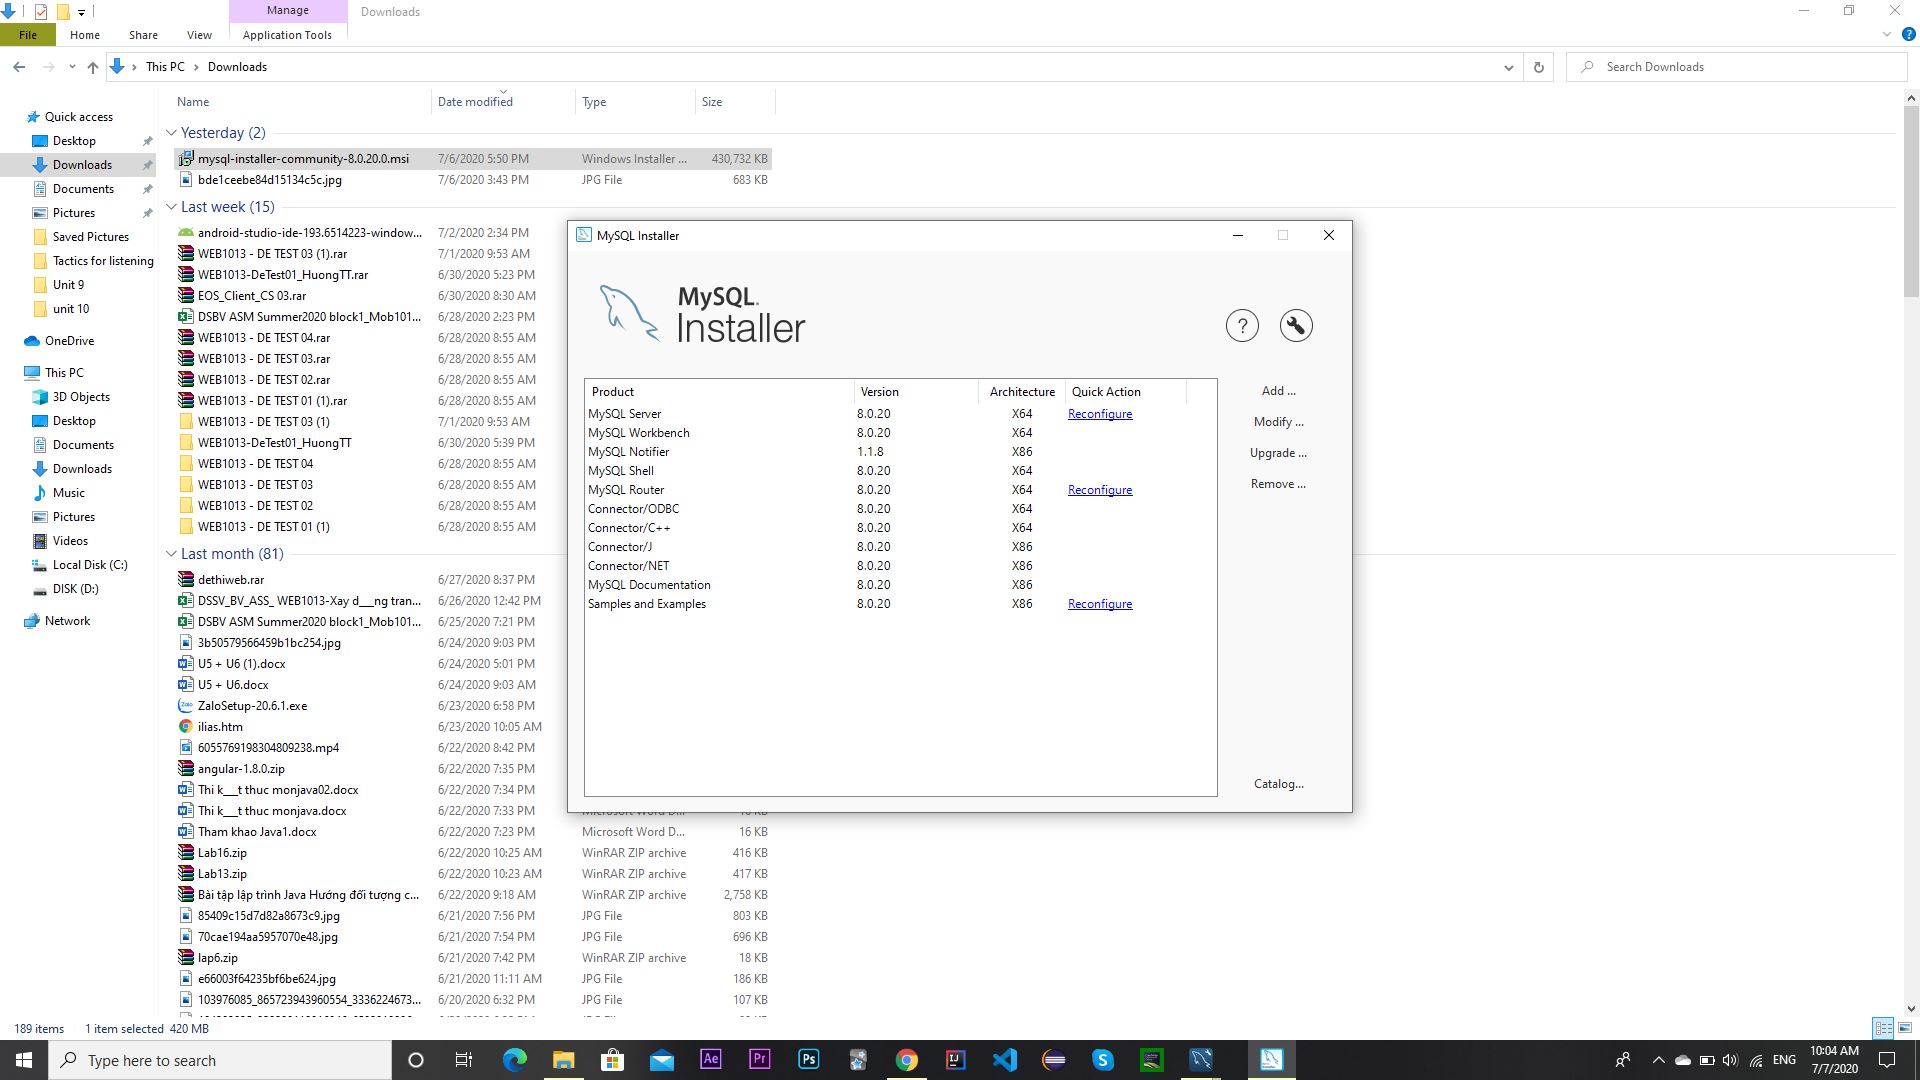 Manage
Downloads
File
Home
Share
View
Application Tools
This PC
Downloads
Search Downloads
Name
Date modified
Type
Size
Quick access
Desktop
Downloads
Documents
Pictures
Saved Pictures
Tactics for listening
Unit 9
unit 10
OneDrive
This PC
3D Objects
Desktop
Documents
Downloads
Music
Pictures
Videos
Local Disk (C:)
DISK (D:)
Network
Yesterday (2)
mysql-installer-community-8.0.20.0.msi 7/6/2020 5:50 PM Windows Installer ... 430,732 KB
bde1ceebe84d15134c5c.jpg 7/6/2020 3:43 PM JPG File 683 KB
Last week (15)
android-studio-ide-193.6514223-window... 7/2/2020 2:34 PM
WEB1013 - DE TEST 03 (1).rar 7/1/2020 9:53 AM
WEB1013-DeTest01_HuongTT.rar 6/30/2020 5:23 PM
EOS_Client_CS 03.rar 6/30/2020 8:30 AM
DSBV ASM Summer2020 block1_Mob101... 6/28/2020 2:23 PM
WEB1013 - DE TEST 04.rar 6/28/2020 8:55 AM
WEB1013 - DE TEST 03.rar 6/28/2020 8:55 AM
WEB1013 - DE TEST 02.rar 6/28/2020 8:55 AM
WEB1013 - DE TEST 01 (1).rar 6/28/2020 8:55 AM
WEB1013 - DE TEST 03 (1) 7/1/2020 9:53 AM
WEB1013-DeTest01_HuongTT 6/30/2020 5:39 PM
WEB1013 - DE TEST 04 6/28/2020 8:55 AM
WEB1013 - DE TEST 03 6/28/2020 8:55 AM
WEB1013 - DE TEST 02 6/28/2020 8:55 AM
WEB1013 - DE TEST 01 (1) 6/28/2020 8:55 AM
Last month (81)
dethiweb.rar 6/27/2020 8:37 PM
DSSV_BV_ASS_ WEB1013-Xay d___ng tran... 6/26/2020 12:42 PM
DSBV ASM Summer2020 block1_Mob101... 6/25/2020 7:21 PM
3b50579566459b1bc254.jpg 6/24/2020 9:03 PM
U5 + U6 (1).docx 6/24/2020 5:01 PM
U5 + U6.docx 6/24/2020 9:03 AM
ZaloSetup-20.6.1.exe 6/23/2020 6:58 PM
ilias.htm 6/23/2020 10:05 AM
6055769198304809238.mp4 6/22/2020 8:42 PM
angular-1.8.0.zip 6/22/2020 7:35 PM
Thi k___t thuc monjava02.docx 6/22/2020 7:34 PM
Thi k___t thuc monjava.docx 6/22/2020 7:33 PM
Tham khao Java1.docx 6/22/2020 7:23 PM Microsoft Word D... 16 KB
Lab16.zip 6/22/2020 10:25 AM WinRAR ZIP archive 416 KB
Lab13.zip 6/22/2020 10:23 AM WinRAR ZIP archive 417 KB
Bài tập lập trình Java Hướng đối tượng c... 6/22/2020 9:18 AM WinRAR ZIP archive 2,758 KB
85409c15d7d82a8673c9.jpg 6/21/2020 7:56 PM JPG File 803 KB
70cae194aa5957070e48.jpg 6/21/2020 7:54 PM JPG File 696 KB
lap6.zip 6/21/2020 7:42 PM WinRAR ZIP archive 18 KB
e66003f64235bf6be624.jpg 6/21/2020 11:11 AM JPG File 186 KB
103976085_865723943960554_3336224673... 6/20/2020 6:32 PM JPG File 107 KB
MySQL Installer
MySQL.
Installer
?
Product Version Architecture Quick Action
MySQL Server 8.0.20 X64 Reconfigure
MySQL Workbench 8.0.20 X64
MySQL Notifier 1.1.8 X86
MySQL Shell 8.0.20 X64
MySQL Router 8.0.20 X64 Reconfigure
Connector/ODBC 8.0.20 X64
Connector/C++ 8.0.20 X64
Connector/J 8.0.20 X86
Connector/NET 8.0.20 X86
MySQL Documentation 8.0.20 X86
Samples and Examples 8.0.20 X86 Reconfigure
Add ...
Modify ...
Upgrade ...
Remove ...
Catalog...
189 items 1 item selected 420 MB
Type here to search
Ae
Pr
Ps
ENG
10:04 AM
7/7/2020